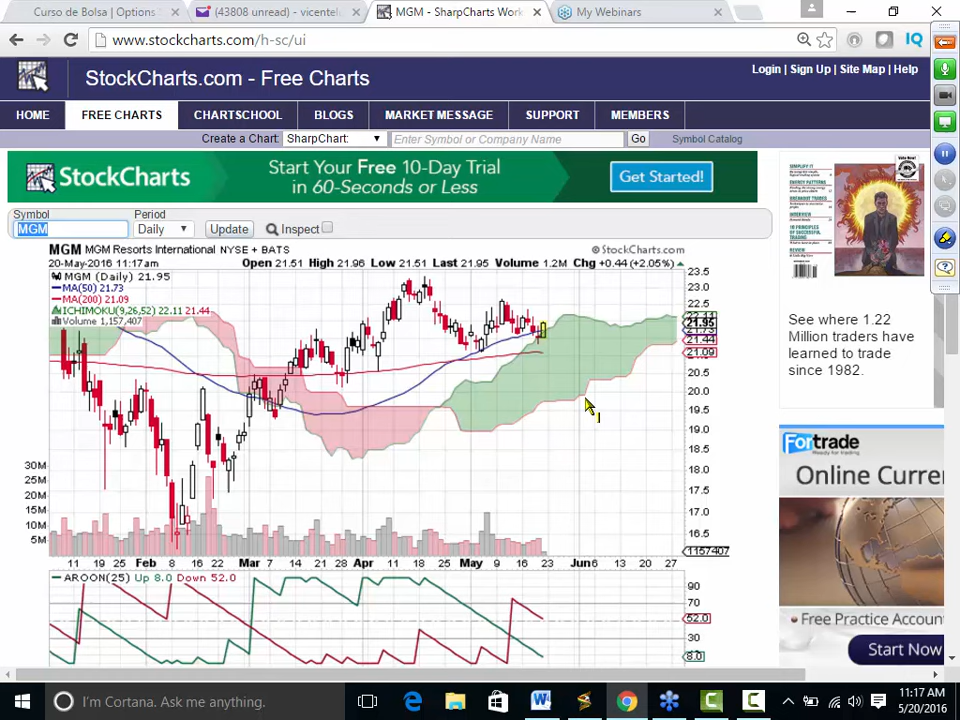 Curso de Bolsa | Options
(43808 unread) - vicentel
MGM - SharpCharts Work
My Webinars
www.stockcharts.com/h-sc/ui
IQ
StockCharts.com - Free Charts
Login | Sign Up | Site Map | Help
HOME
FREE CHARTS
CHARTSCHOOL
BLOGS
MARKET MESSAGE
SUPPORT
MEMBERS
Create a Chart:
SharpChart:
Enter Symbol or Company Name
Go
Symbol Catalog
StockCharts
Start Your Free 10-Day Trial
in 60-Seconds or Less
Get Started!
Symbol
Period
MGM
Daily
Update
Inspect
MGM MGM Resorts International NYSE + BATS
© StockCharts.com
20-May-2016 11:17am
Open 21.51 High 21.96 Low 21.51 Last 21.95 Volume 1.2M Chg +0.44 (+2.05%)
MGM (Daily) 21.95
MA(50) 21.73
MA(200) 21.09
ICHIMOKU(9,26,52) 22.11 21.44
Volume 1,157,407
23.5
23.0
22.5
22.11
21.95
21.73
21.44
21.09
20.5
20.0
19.5
19.0
18.5
18.0
17.5
17.0
16.5
1157407
30M
25M
20M
15M
10M
5M
11 19 25 Feb 8 16 22 Mar 7 14 21 28 Apr 11 18 25 May 9 16 23 Jun 6 13 20 27
AROON(25) Up 8.0 Down 52.0
90
70
52.0
30
8.0
See where 1.22
Million traders have
learned to trade
since 1982.
Fortrade
Ready for trading
Online Curre
Free Practice Accoun
Start Now
I'm Cortana. Ask me anything.
11:17 AM
5/20/2016